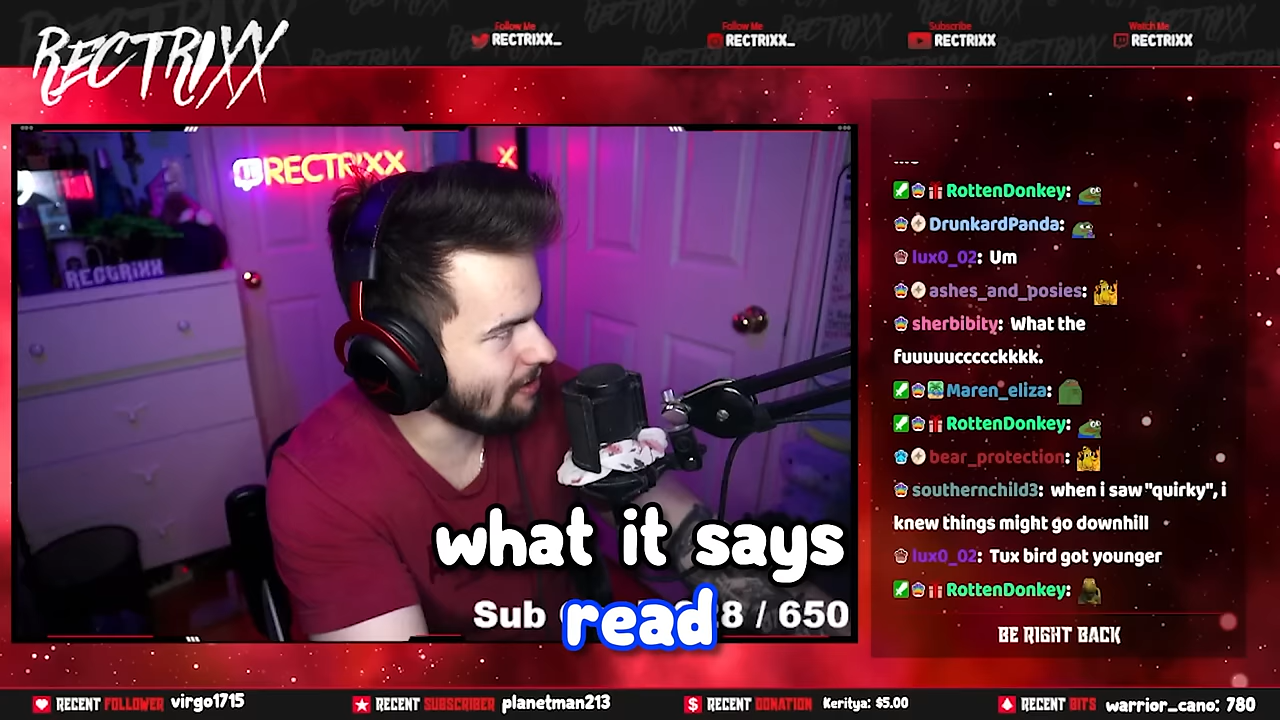 RECTRIXX
Follow Me
RECTRIXX_
Follow Me
RECTRIXX_
Subscribe
RECTRIXX
Watch Me
RECTRIXX
RECTRIXX
X
RECTRIXX
RottenDonkey:
DrunkardPanda:
lux0_02: Um
ashes_and_posies:
sherbibity: What the
fuuuuuccccckkkk.
Maren_eliza:
RottenDonkey:
bear_protection:
southernchild3: when i saw "quirky", i
knew things might go downhill
lux0_02: Tux bird got younger
RottenDonkey:
what it says
read
Sub
8 / 650
BE RIGHT BACK
RECENT FOLLOWER virgo1715
RECENT SUBSCRIBER planetman213
RECENT DONATION Keritya: $5.00
RECENT BITS warrior_cano: 780